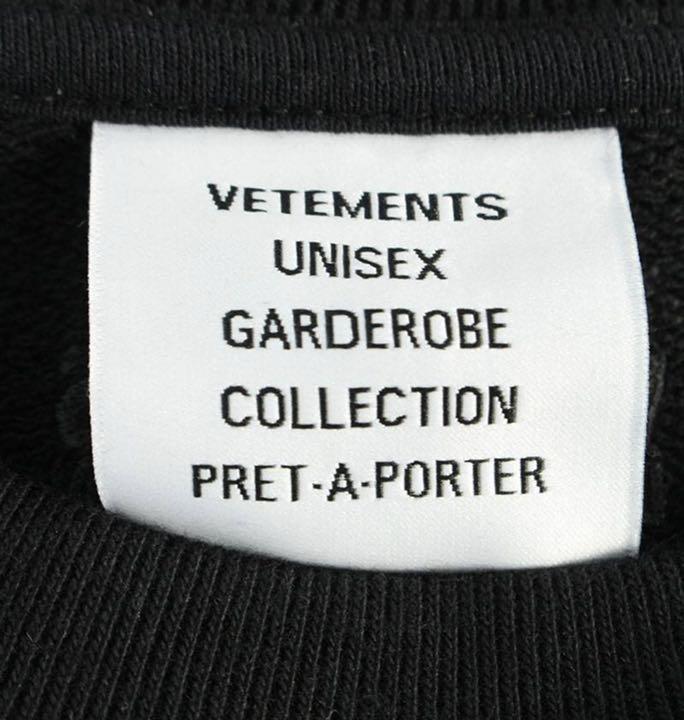 VETEMENTS
UNISEX
GARDEROBE
COLLECTION
PRET-A-PORTER